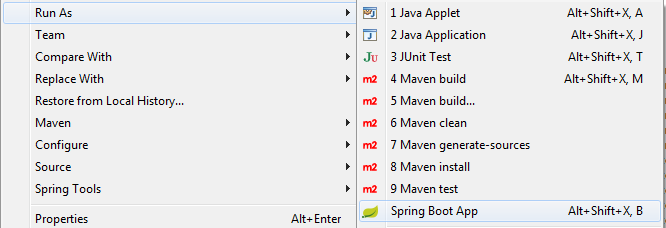 Run As
Team
Compare With
Replace With
Restore from Local History...
Maven
Configure
Source
Spring Tools
Properties Alt+Enter
1 Java Applet Alt+Shift+X, A
2 Java Application Alt+Shift+X, J
JU 3 JUnit Test Alt+Shift+X, T
m2 4 Maven build Alt+Shift+X, M
m2 5 Maven build...
m2 6 Maven clean
m2 7 Maven generate-sources
m2 8 Maven install
m2 9 Maven test
Spring Boot App Alt+Shift+X, B